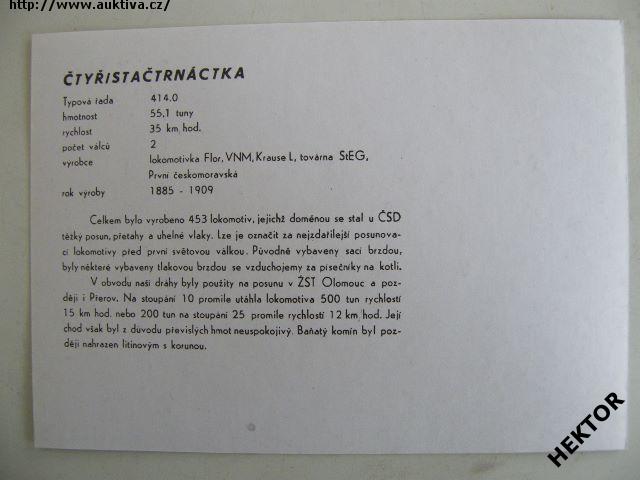 http://www.auktiva.cz/
ČTYŘISTAČTRNÁCTKA
Typová řada 414.0
hmotnost 55,1 tuny
rychlost 35 km/hod.
počet válců 2
výrobce lokomotivka Flor, VNM, Krause L, továrna StEG,
První českomoravská
rok výroby 1885 - 1909
Celkem bylo vyrobeno 453 lokomotiv, jejichž doménou se stal u ČSD
těžký posun, přetahy a uhelné vlaky. Lze je označit za nejzdařilejší posunova-
cí lokomotivy před první světovou válkou. Původně vybaveny sací brzdou,
byly některé vybaveny tlakovou brzdou se vzduchojemy za písečníky na kotli.
V obvodu naší dráhy byly použity na posunu v ŽST Olomouc a poz-
ději i Přerov. Na stoupání 10 promile utáhla lokomotiva 500 tun rychlostí
15 km/hod. nebo 200 tun na stoupání 25 promile rychlostí 12 km/hod. Její
chod však byl z důvodu převislých hmot neuspokojivý. Baňatý komín byl poz-
ději nahrazen litinovým s korunou.
HEKTOR